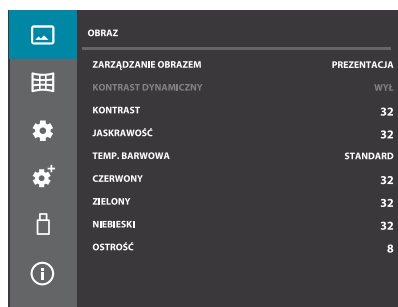 OBRAZ
ZARZĄDZANIE OBRAZEM PREZENTACJA
KONTRAST DYNAMICZNY WYŁ
KONTRAST 32
JASKRAWOŚĆ 32
TEMP. BARWOWA STANDARD
CZERWONY 32
ZIELONY 32
NIEBIESKI 32
OSTROŚĆ 8